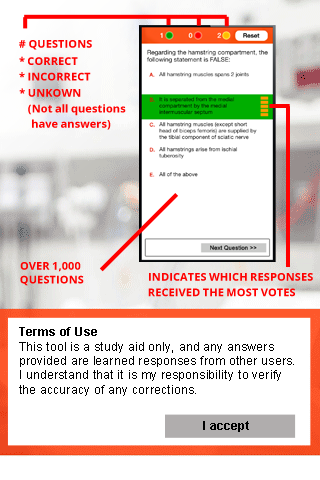 1 0 2 Reset
# QUESTIONS
* CORRECT
* INCORRECT
* UNKOWN
(Not all questions
have answers)
Regarding the hamstring compartment, the
following statement is FALSE:
A. All hamstring muscles spans 2 joints
B. It is separated from the medial
compartment by the medial
intermuscular septum
C. All hamstring muscles (except short
head of biceps femoris) are supplied by
the tibial component of sciatic nerve
D. All hamstrings arise from ischial
tuberosity
E. All of the above
Next Question >>
OVER 1,000
QUESTIONS
INDICATES WHICH RESPONSES
RECEIVED THE MOST VOTES
Terms of Use
This tool is a study aid only, and any answers
provided are learned responses from other users.
I understand that it is my responsibility to verify
the accuracy of any corrections.
I accept